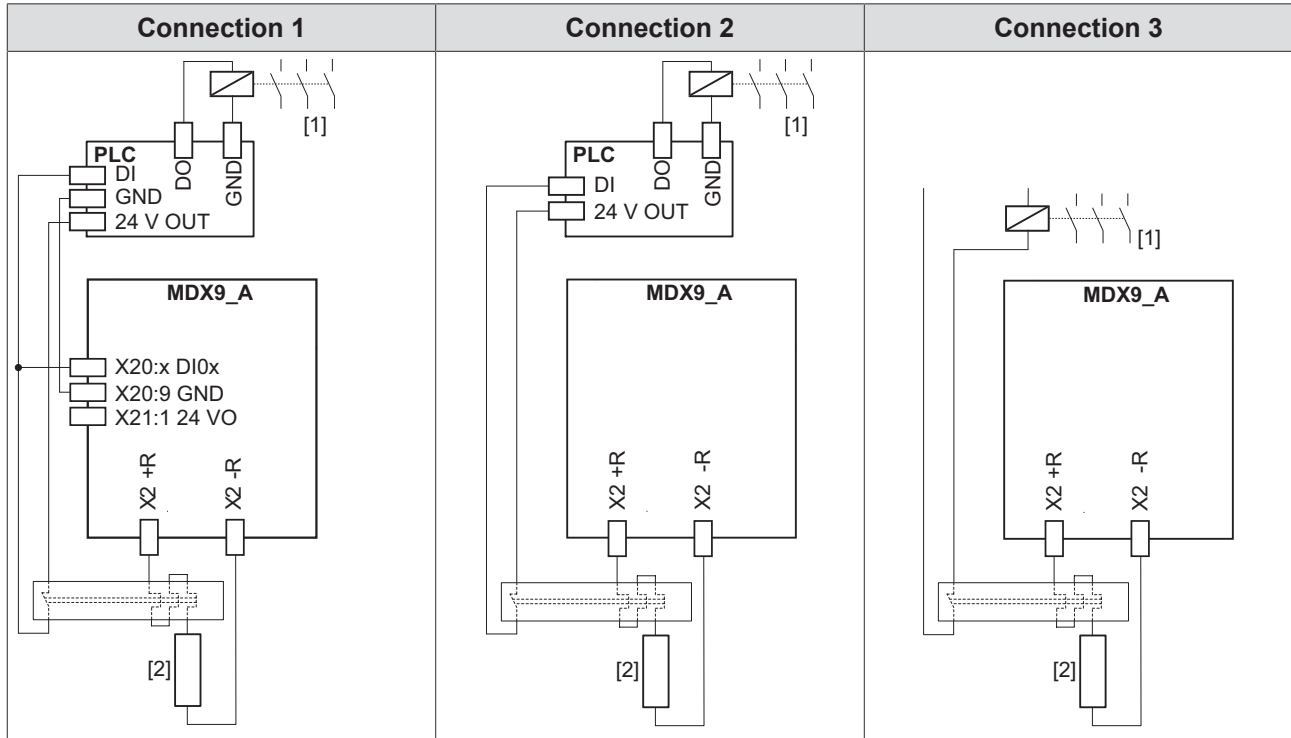 Connection 1
Connection 2
Connection 3
[1]
PLC
DO
GND
DI
GND
24 V OUT
MDX9_A
X20:x DI0x
X20:9 GND
X21:1 24 VO
X2 +R
X2 -R
[2]
[1]
PLC
DO
GND
DI
24 V OUT
MDX9_A
X2 +R
X2 -R
[2]
[1]
MDX9_A
X2 +R
X2 -R
[2]